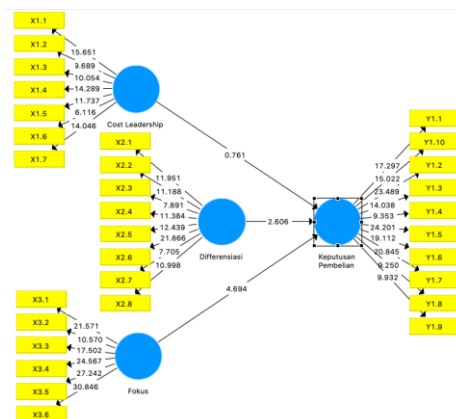 X1.1
X1.2
X1.3
X1.4
X1.5
X1.6
X1.7
15.651
9.689
10.054
14.289
11.737
6.116
14.046
Cost Leadership
0.761
X2.1
X2.2
X2.3
X2.4
X2.5
X2.6
X2.7
X2.8
11.951
11.188
7.891
11.384
12.439
21.666
7.705
10.998
Differensiasi
2.606
X3.1
X3.2
X3.3
X3.4
X3.5
X3.6
21.571
10.570
17.502
24.567
27.242
30.846
Fokus
4.694
Keputusan
Pembelian
17.297
15.022
23.489
14.038
9.353
24.201
19.112
20.845
9.250
9.932
Y1.1
Y1.10
Y1.2
Y1.3
Y1.4
Y1.5
Y1.6
Y1.7
Y1.8
Y1.9